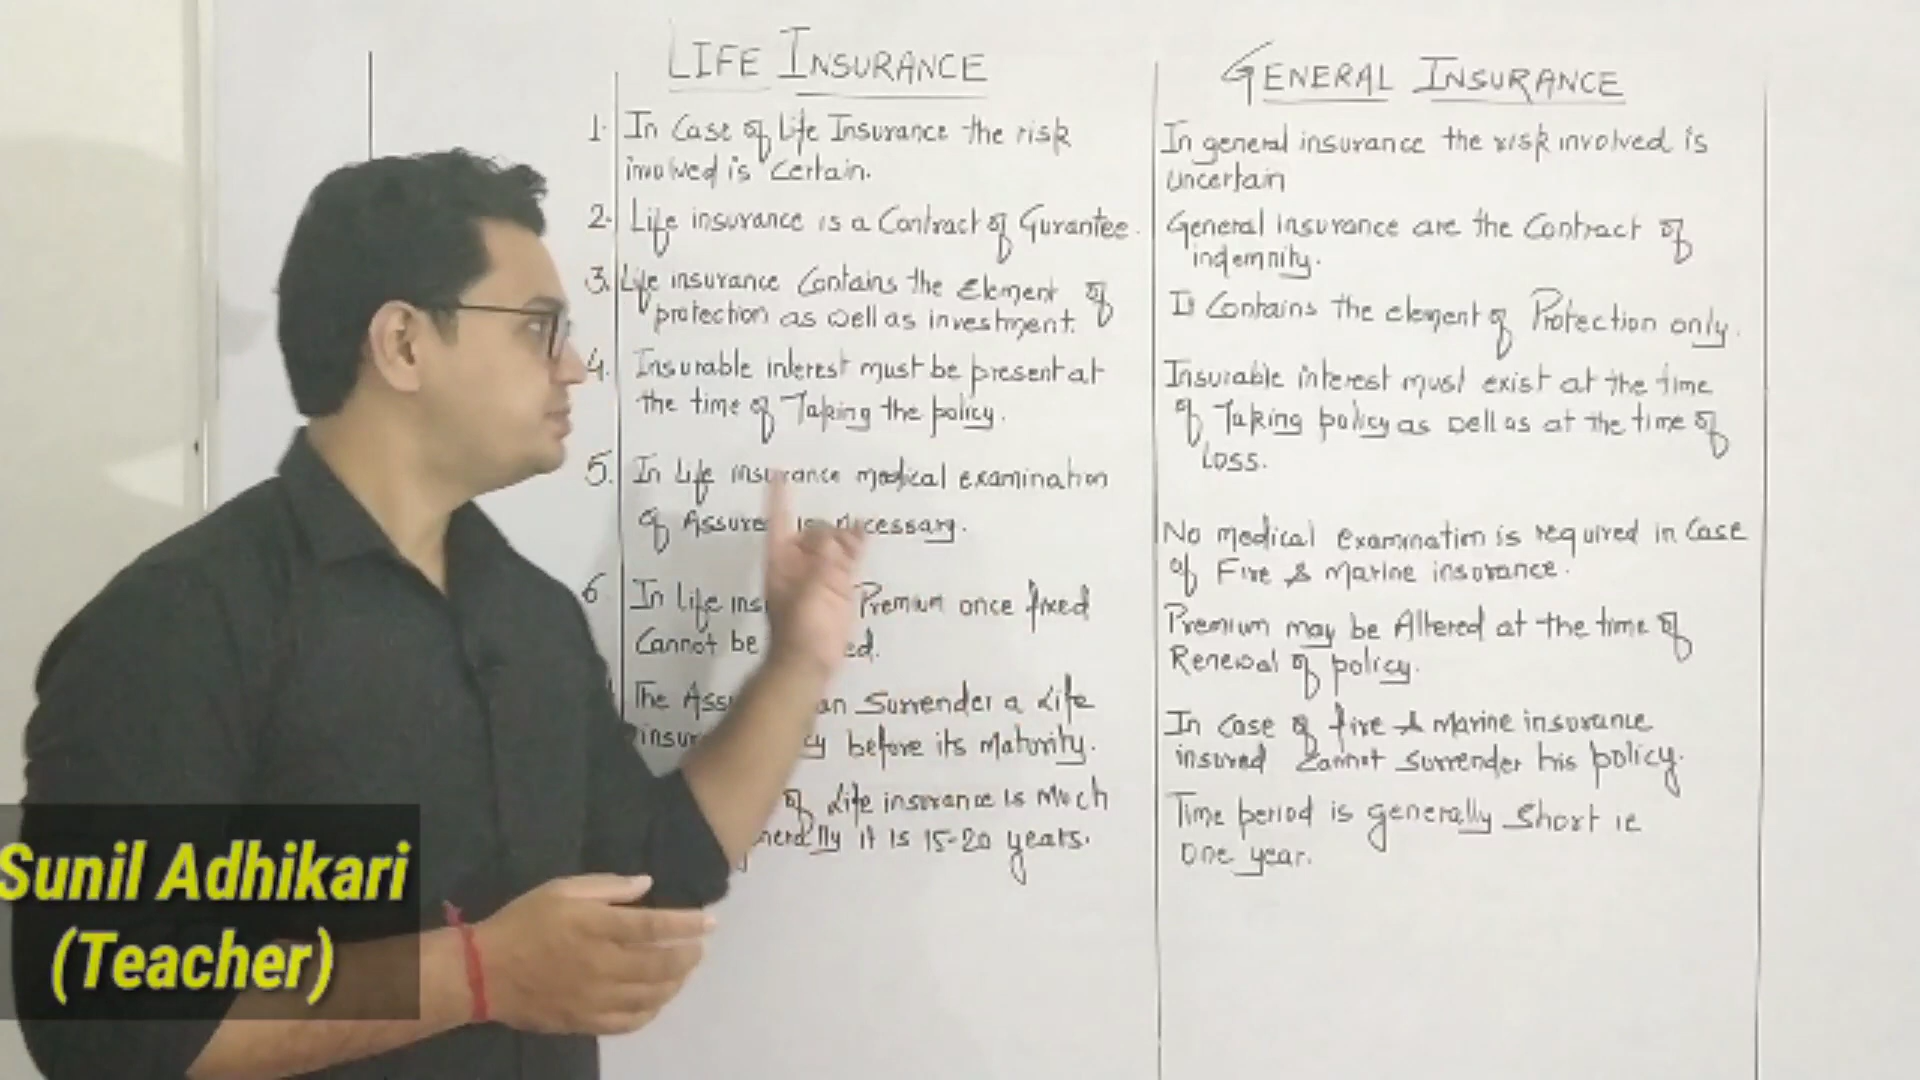 LIFE INSURANCE
1. In Case of Life Insurance the risk
involved is Certain.
2. Life insurance is a Contract of Gurantee.
3. Life insurance Contains the Element of
protection as well as investment.
4. Insurable interest must be present at
the time of Taking the policy.
5. In Life insurance medical examination
of Assured is necessary.
6. In Life Premium once fixed
Cannot be
The Surrender a Life
before its Maturity.
of Life insurance is Much
it is 15-20 years.
GENERAL INSURANCE
In general insurance the risk involved is
uncertain
General insurance are the Contract of
indemnity.
It Contains the element of Protection only.
Insurable interest must exist at the time
of Taking policy as well as at the time of
Loss.
No medical examination is required in Case
of Fire & Marine insurance.
Premium may be Altered at the time of
Renewal of policy.
In Case of fire & Marine insurance
insured Cannot Surrender his policy.
Time period is generally Short ie
One year.
Sunil Adhikari
(Teacher)